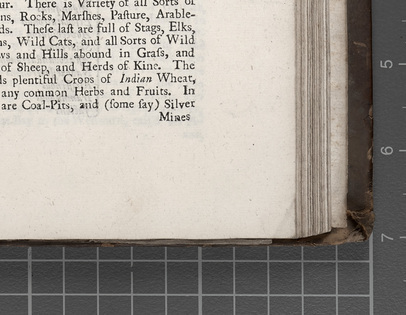 ur. There is Variety of all Sorts of
ns, Rocks, Marſhes, Paſture, Arable-
ds. Theſe laſt are full of Stags, Elks,
s, Wild Cats, and all Sorts of Wild
ws and Hills abound in Graſs, and
of Sheep, and Herds of Kine. The
ds plentiful Crops of Indian Wheat,
any common Herbs and Fruits. In
are Coal-Pits, and (ſome ſay) Silver
Mines
5
6
7